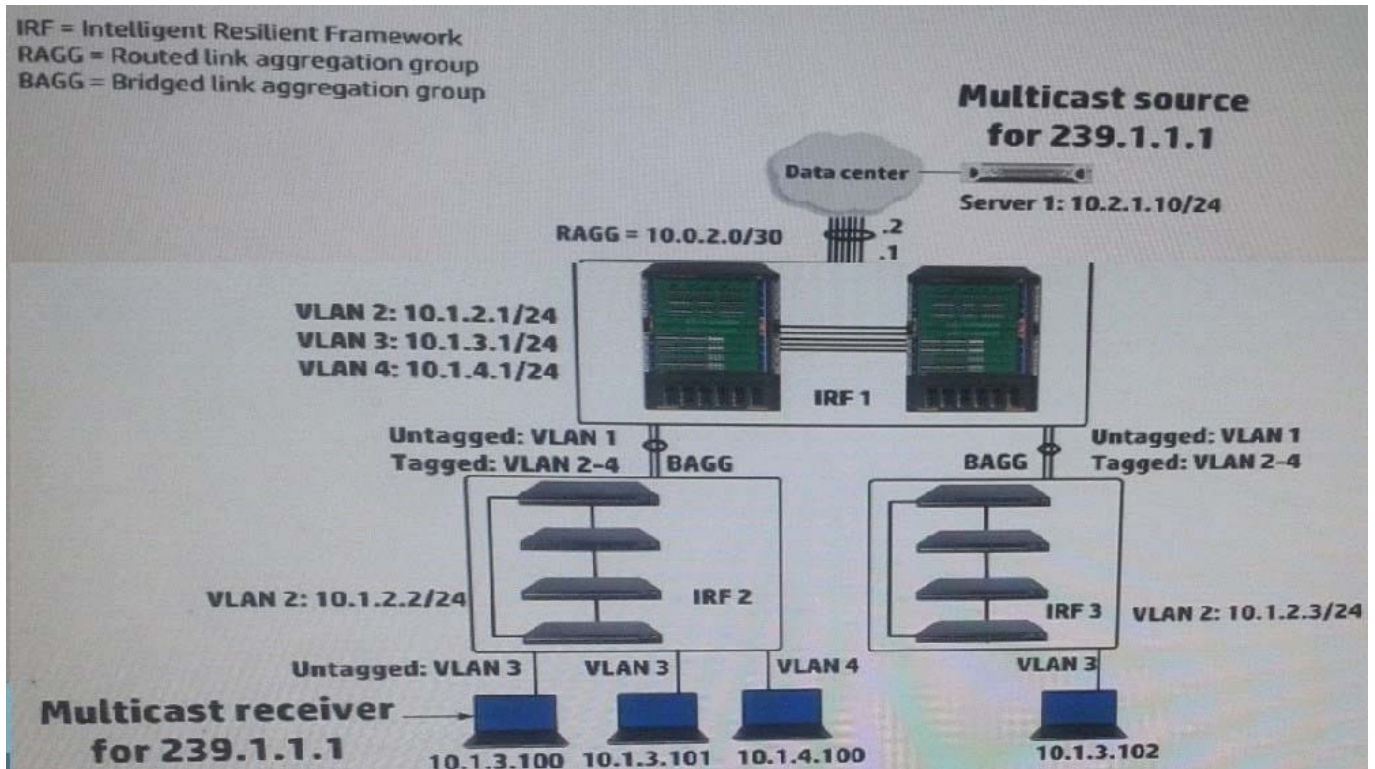 IRF = Intelligent Resilient Framework
RAGG = Routed link aggregation group
BAGG = Bridged link aggregation group
Multicast source
for 239.1.1.1
Data center
Server 1: 10.2.1.10/24
RAGG = 10.0.2.0/30
.2
.1
VLAN 2: 10.1.2.1/24
VLAN 3: 10.1.3.1/24
VLAN 4: 10.1.4.1/24
IRF 1
Untagged: VLAN 1
Tagged: VLAN 2-4
BAGG
BAGG
Untagged: VLAN 1
Tagged: VLAN 2-4
VLAN 2: 10.1.2.2/24
IRF 2
IRF 3
VLAN 2: 10.1.2.3/24
Untagged: VLAN 3
VLAN 3
VLAN 4
VLAN 3
Multicast receiver
for 239.1.1.1
10.1.3.100
10.1.3.101
10.1.4.100
10.1.3.102